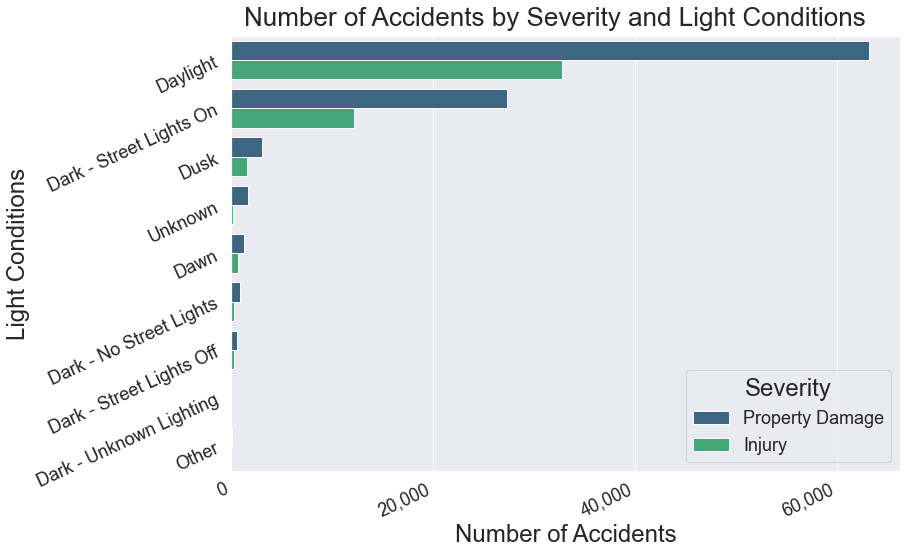 Number of Accidents by Severity and Light Conditions
Light Conditions
Daylight
Dark - Street Lights On
Dusk
Unknown
Dawn
Dark - No Street Lights
Dark - Street Lights Off
Dark - Unknown Lighting
Other
Severity
Property Damage
Injury
0
20,000
40,000
60,000
Number of Accidents